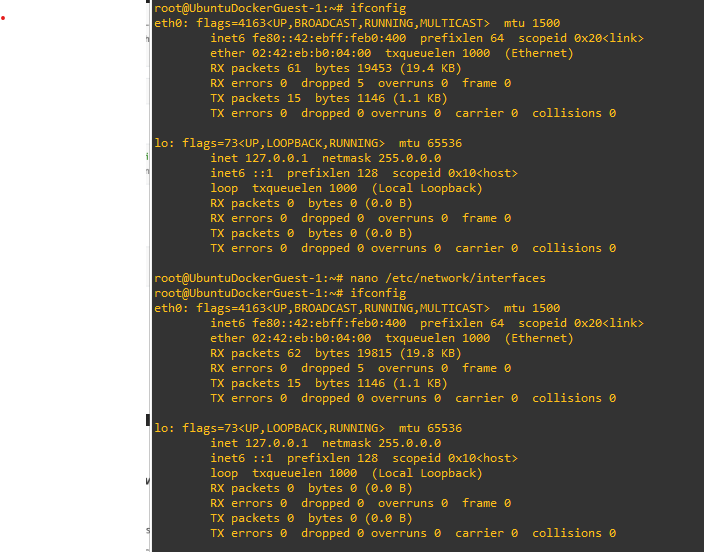 root@UbuntuDockerGuest-1:~# ifconfig
eth0: flags=4163<UP,BROADCAST,RUNNING,MULTICAST>  mtu 1500
        inet6 fe80::42:ebff:feb0:400  prefixlen 64  scopeid 0x20<link>
        ether 02:42:eb:b0:04:00  txqueuelen 1000  (Ethernet)
        RX packets 61  bytes 19453 (19.4 KB)
        RX errors 0  dropped 5  overruns 0  frame 0
        TX packets 15  bytes 1146 (1.1 KB)
        TX errors 0  dropped 0 overruns 0  carrier 0  collisions 0

lo: flags=73<UP,LOOPBACK,RUNNING>  mtu 65536
        inet 127.0.0.1  netmask 255.0.0.0
        inet6 ::1  prefixlen 128  scopeid 0x10<host>
        loop  txqueuelen 1000  (Local Loopback)
        RX packets 0  bytes 0 (0.0 B)
        RX errors 0  dropped 0  overruns 0  frame 0
        TX packets 0  bytes 0 (0.0 B)
        TX errors 0  dropped 0 overruns 0  carrier 0  collisions 0

root@UbuntuDockerGuest-1:~# nano /etc/network/interfaces
root@UbuntuDockerGuest-1:~# ifconfig
eth0: flags=4163<UP,BROADCAST,RUNNING,MULTICAST>  mtu 1500
        inet6 fe80::42:ebff:feb0:400  prefixlen 64  scopeid 0x20<link>
        ether 02:42:eb:b0:04:00  txqueuelen 1000  (Ethernet)
        RX packets 62  bytes 19815 (19.8 KB)
        RX errors 0  dropped 5  overruns 0  frame 0
        TX packets 15  bytes 1146 (1.1 KB)
        TX errors 0  dropped 0 overruns 0  carrier 0  collisions 0

lo: flags=73<UP,LOOPBACK,RUNNING>  mtu 65536
        inet 127.0.0.1  netmask 255.0.0.0
        inet6 ::1  prefixlen 128  scopeid 0x10<host>
        loop  txqueuelen 1000  (Local Loopback)
        RX packets 0  bytes 0 (0.0 B)
        RX errors 0  dropped 0  overruns 0  frame 0
        TX packets 0  bytes 0 (0.0 B)
        TX errors 0  dropped 0 overruns 0  carrier 0  collisions 0